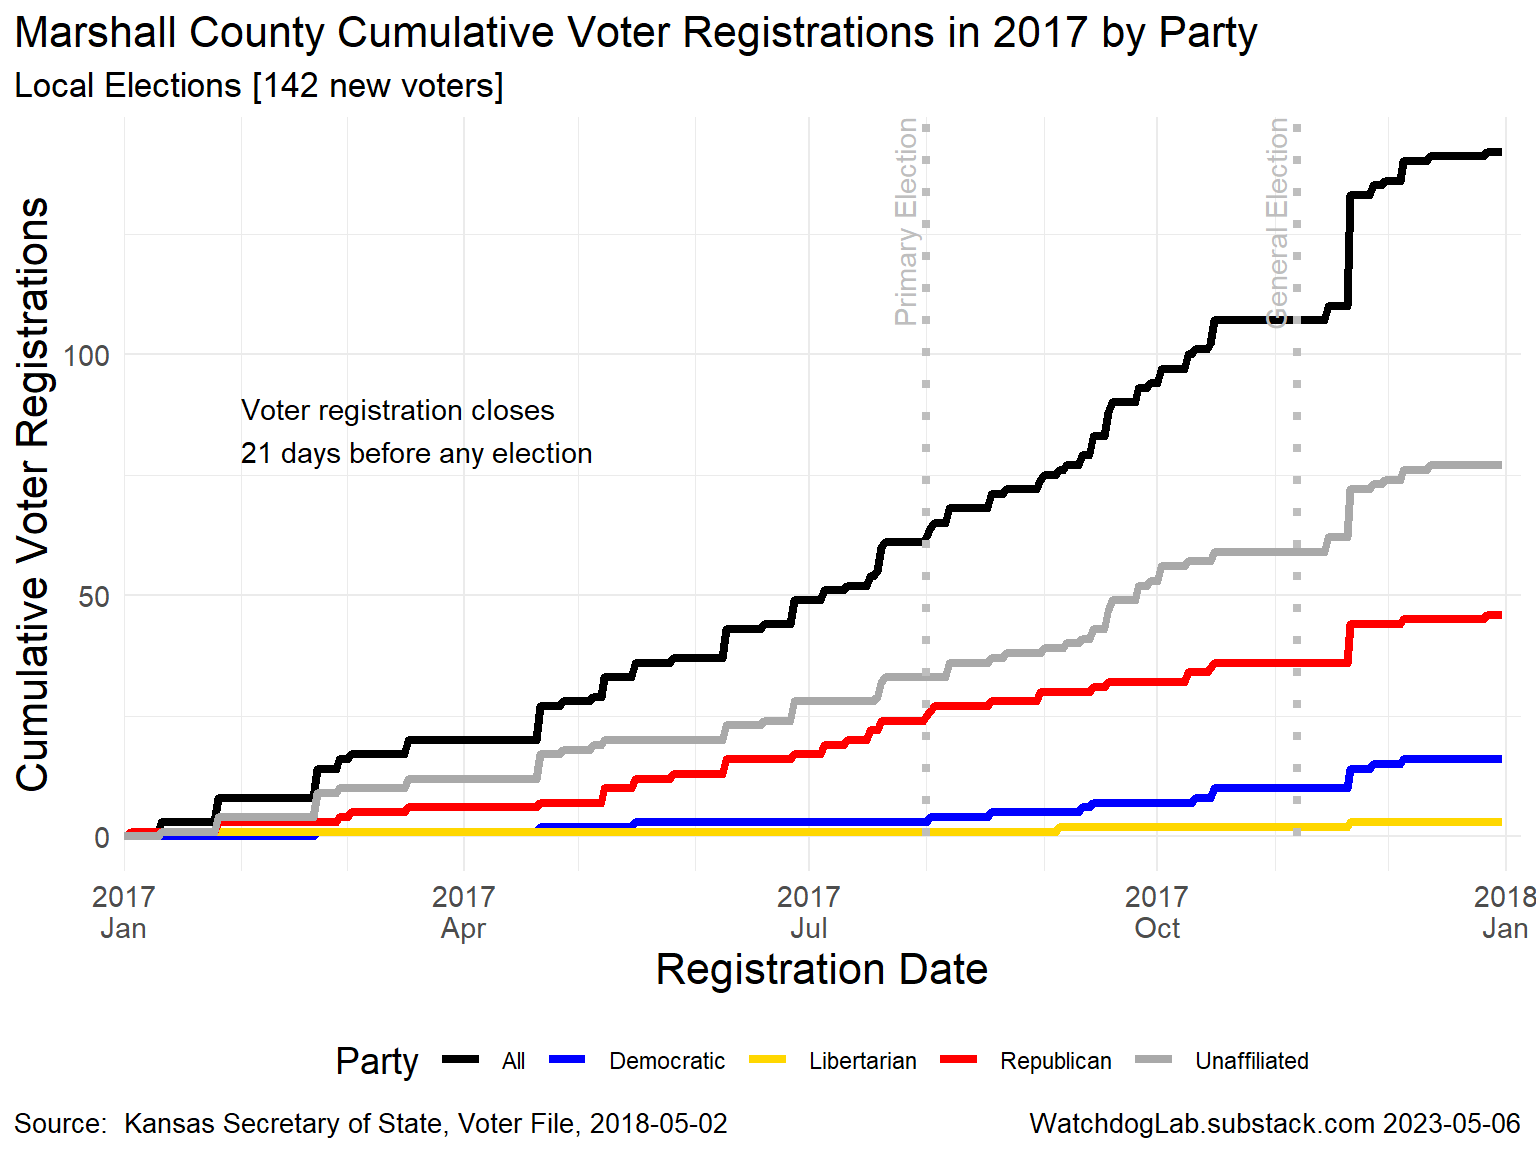 Marshall County Cumulative Voter Registrations in 2017 by Party
Local Elections [142 new voters]
Cumulative Voter Registrations
100
50
0
Voter registration closes
21 days before any election
Primary Election
General Election
2017
Jan
2017
Apr
2017
Jul
2017
Oct
2018
Jan
Registration Date
Party All Democratic Libertarian Republican Unaffiliated
Source:  Kansas Secretary of State, Voter File, 2018-05-02
WatchdogLab.substack.com 2023-05-06